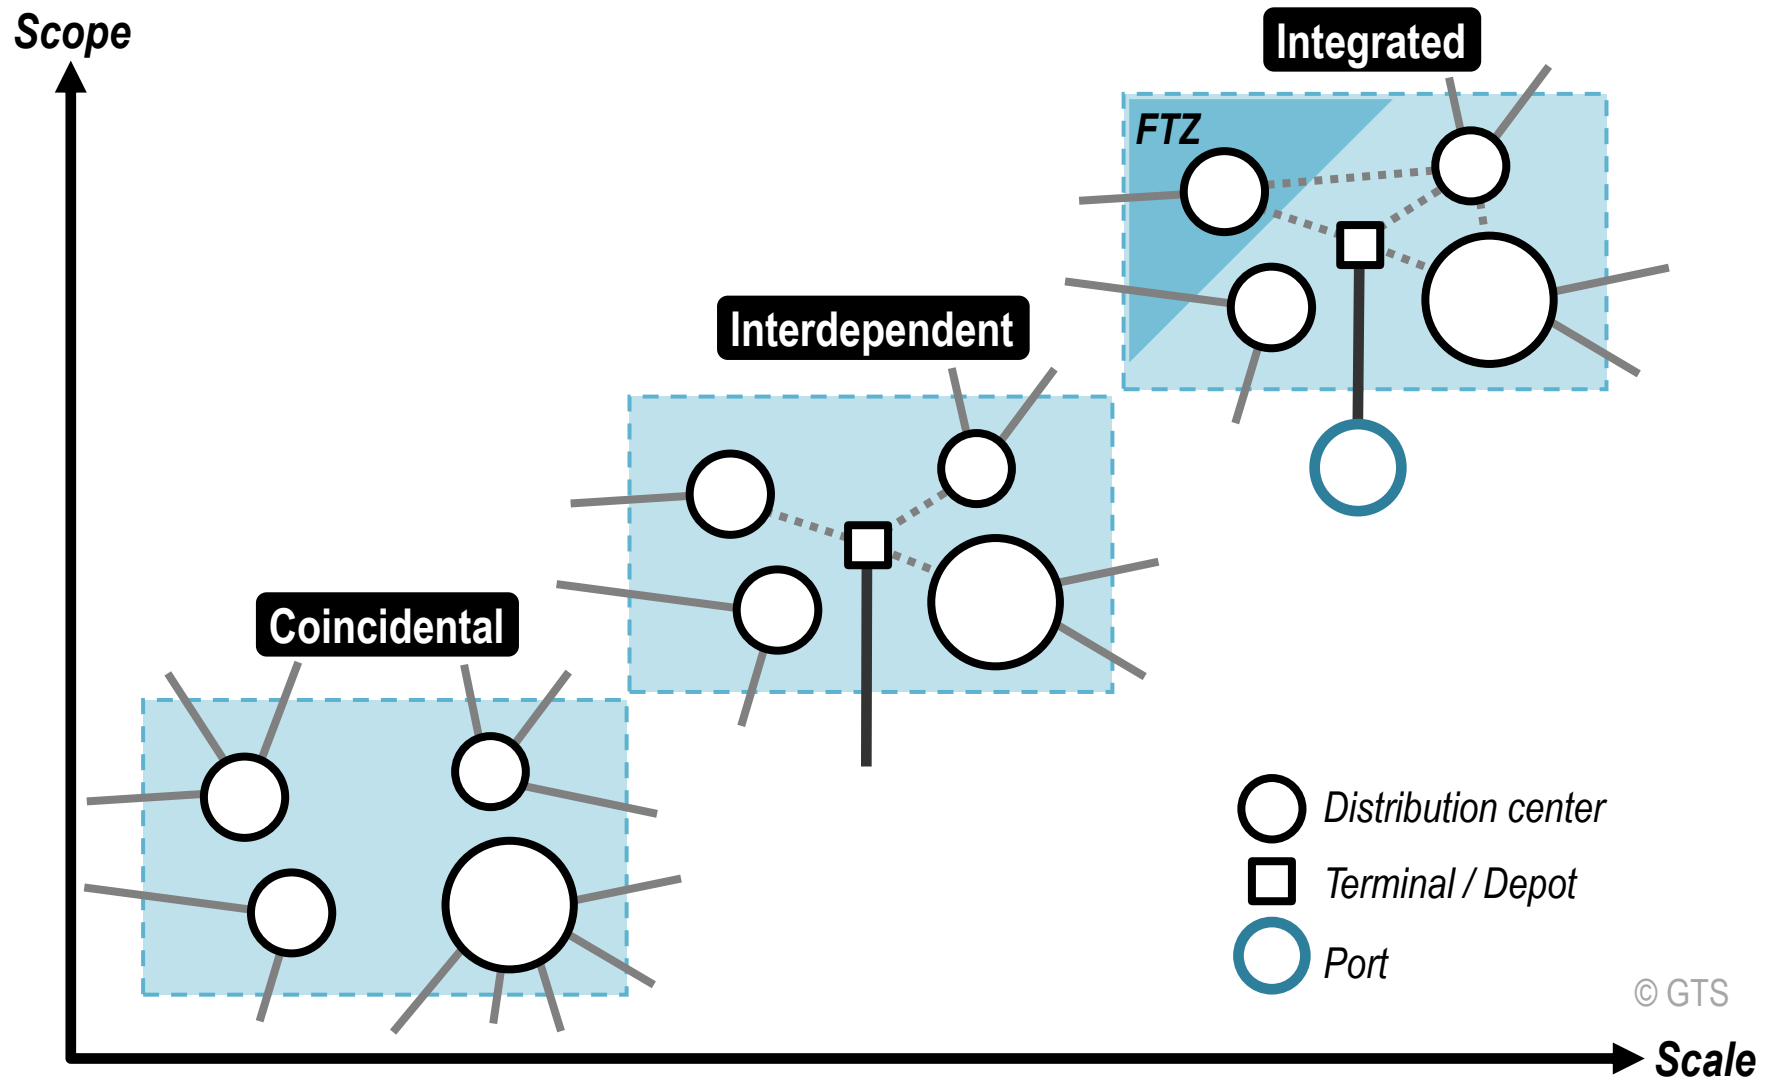 Scope
Integrated
FTZ
Interdependent
Coincidental
Distribution center
Terminal / Depot
Port
© GTS
Scale